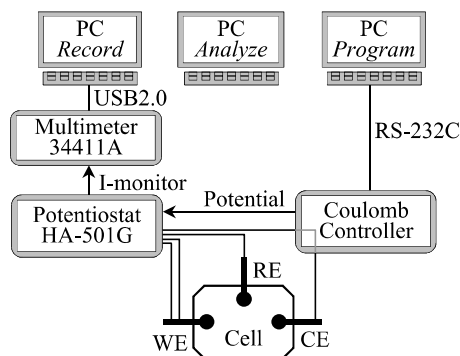 PC
Record
PC
Analyze
PC
Program
USB2.0
RS-232C
Multimeter
34411A
I-monitor
Potential
Potentiostat
HA-501G
Coulomb
Controller
RE
WE
Cell
CE